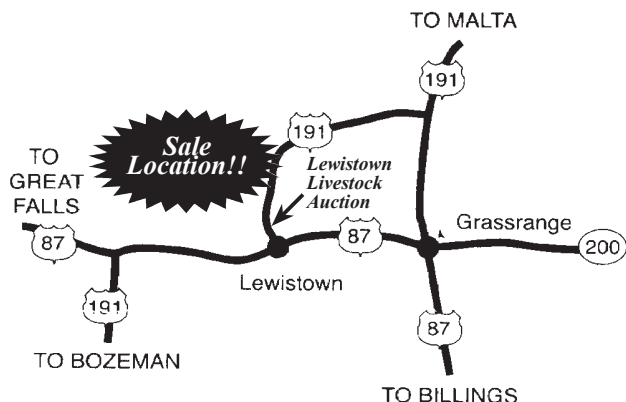 TO MALTA
191
191
Sale
Location!!
Lewistown
Livestock
Auction
TO
GREAT
FALLS
87
87
Grassrange
200
Lewistown
191
87
TO BOZEMAN
TO BILLINGS